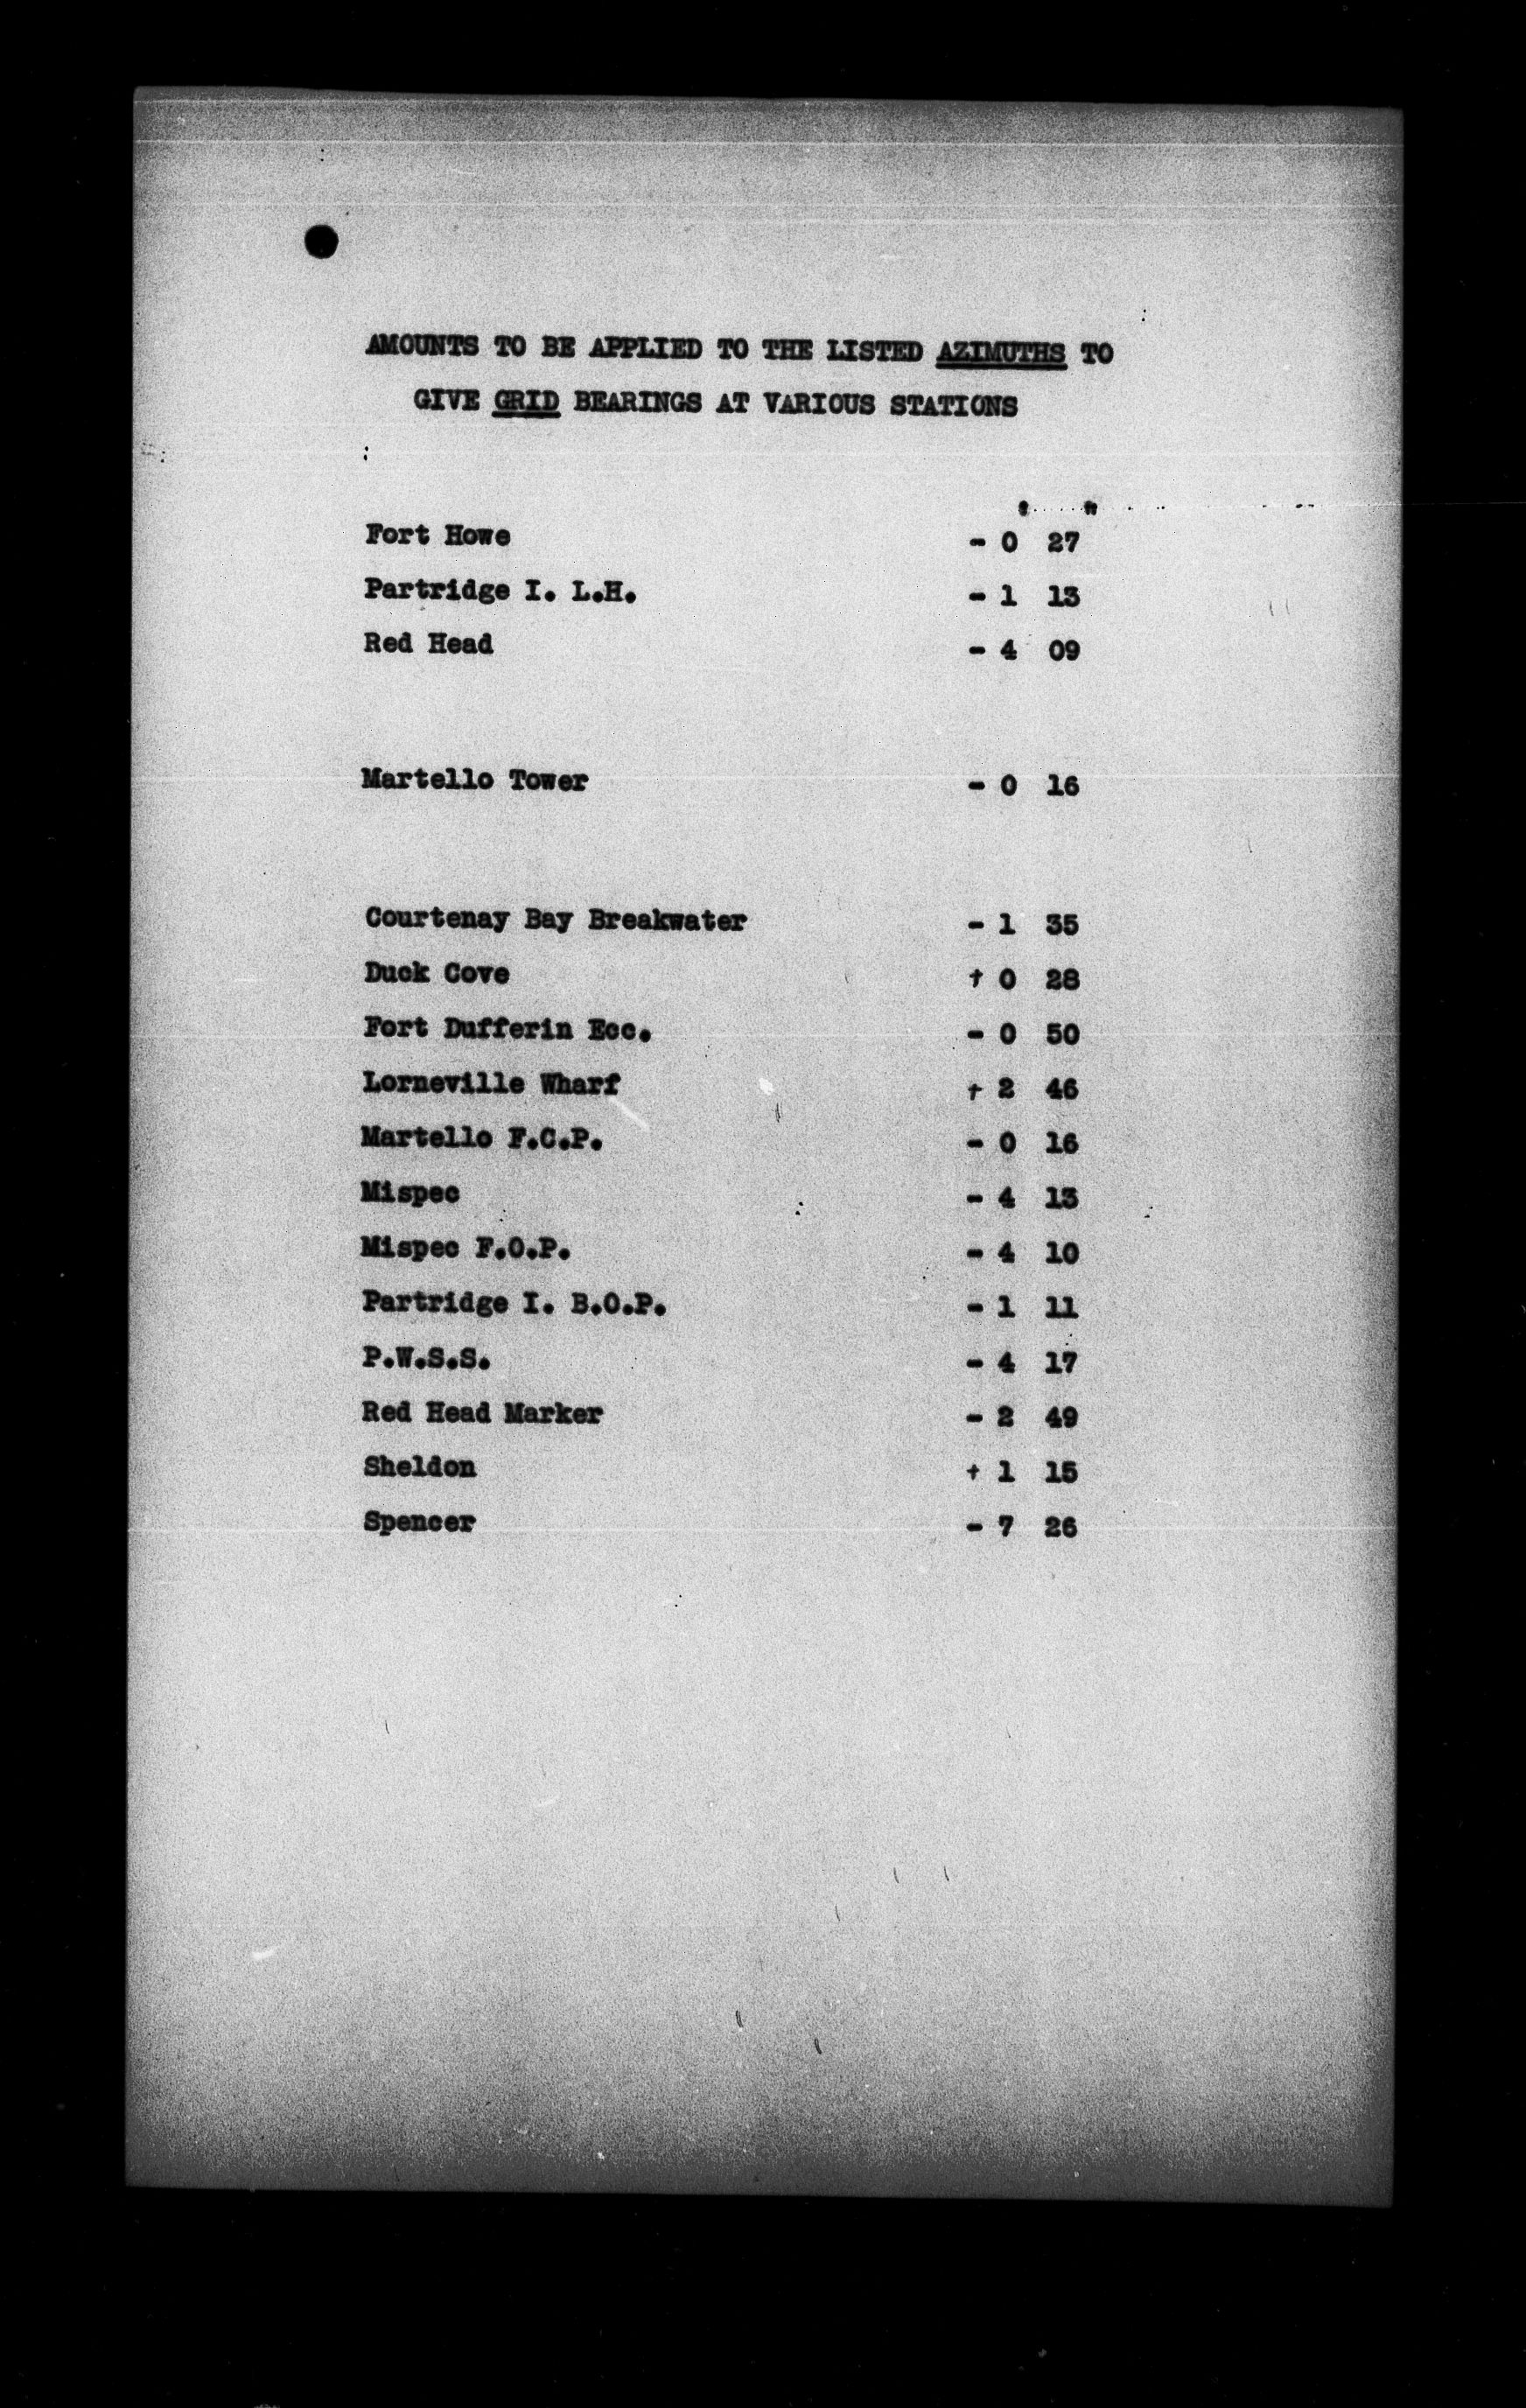 AMOUNTS TO BE APPLIED TO THE LISTED AZIMUTHS TO
GIVE GRID BEARINGS AT VARIOUS STATIONS
' "
Fort Howe - 0 27
Partridge I. L.H. - 1 13
Red Head - 4 09
Martello Tower - 0 16
Courtenay Bay Breakwater - 1 35
Duck Cove + 0 28
Fort Dufferin Ecc. - 0 50
Lorneville Wharf + 2 46
Martello F.C.P. - 0 16
Mispec - 4 13
Mispec F.O.P. - 4 10
Partridge I. B.O.P. - 1 11
P.W.S.S. - 4 17
Red Head Marker - 2 49
Sheldon + 1 15
Spencer - 7 26